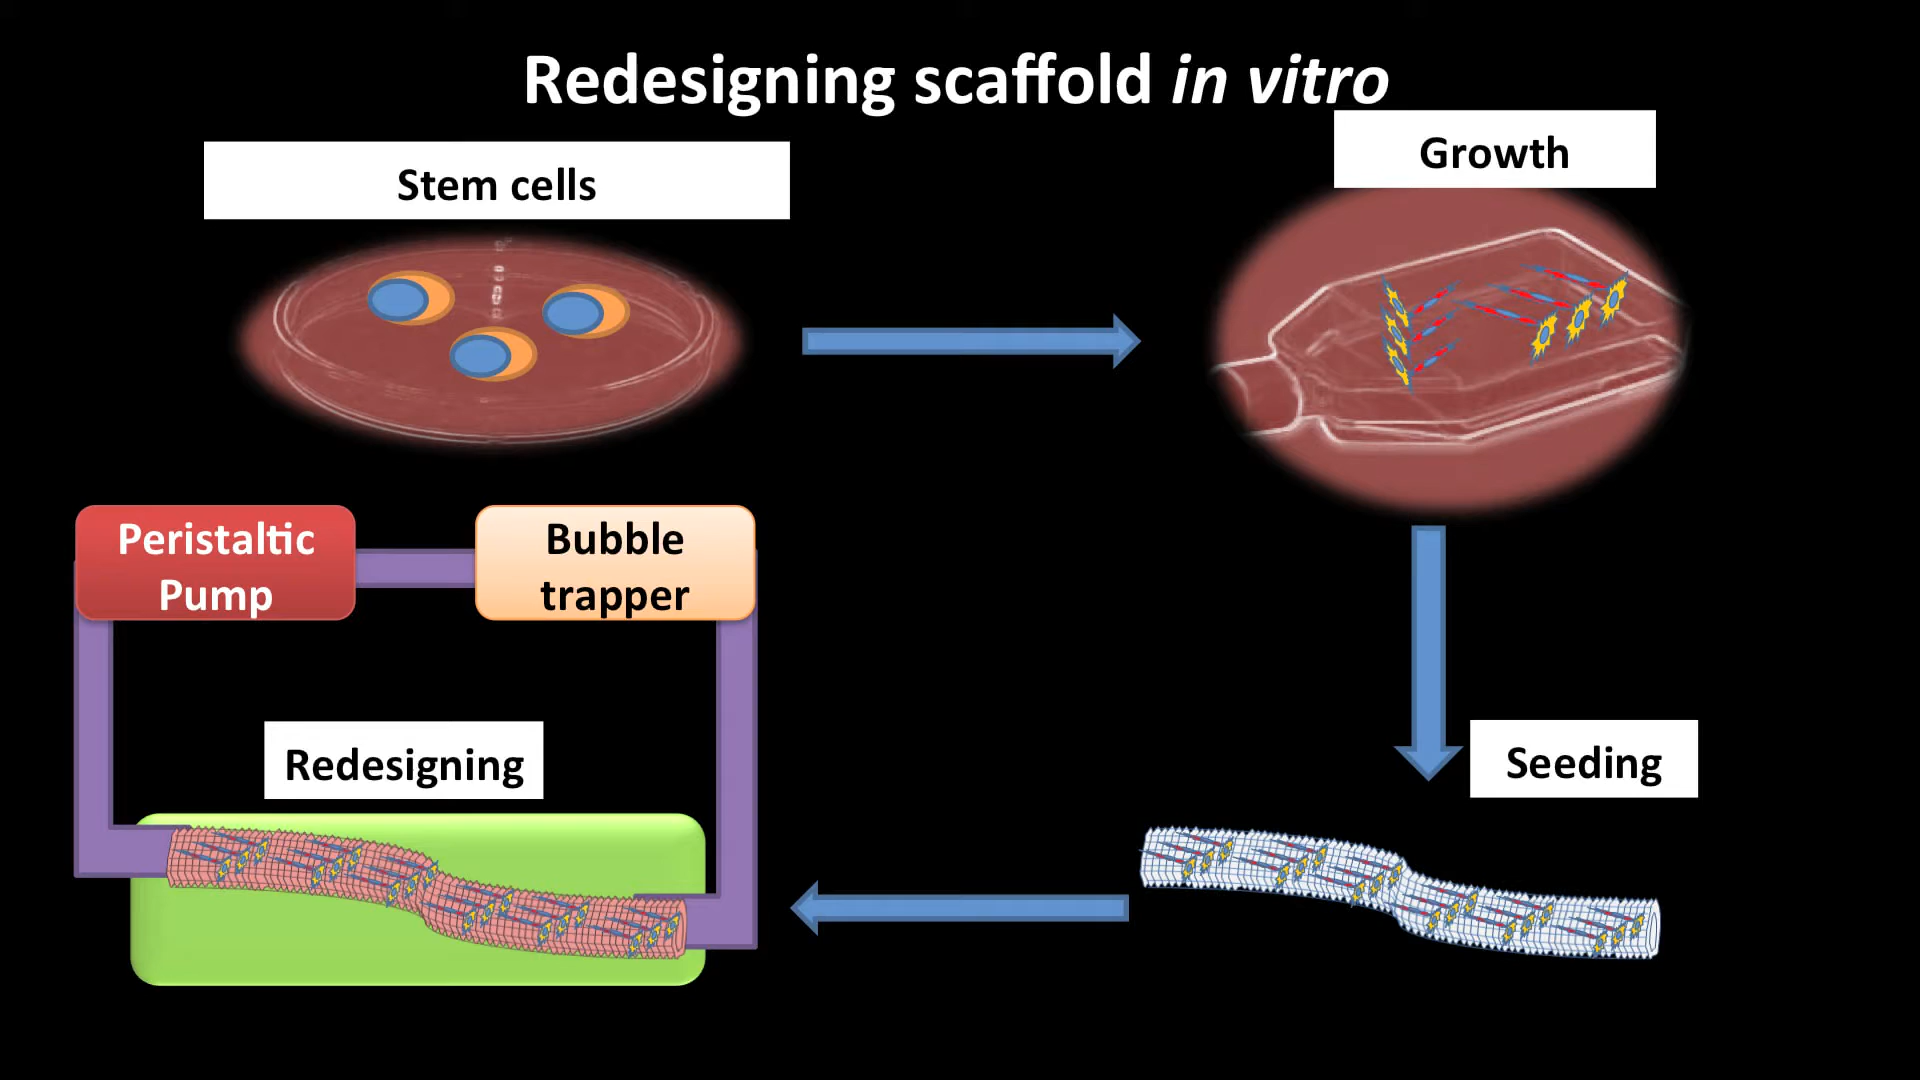 Redesigning scaffold in vitro
Stem cells
Growth
Peristaltic
Pump
Bubble
trapper
Redesigning
Seeding